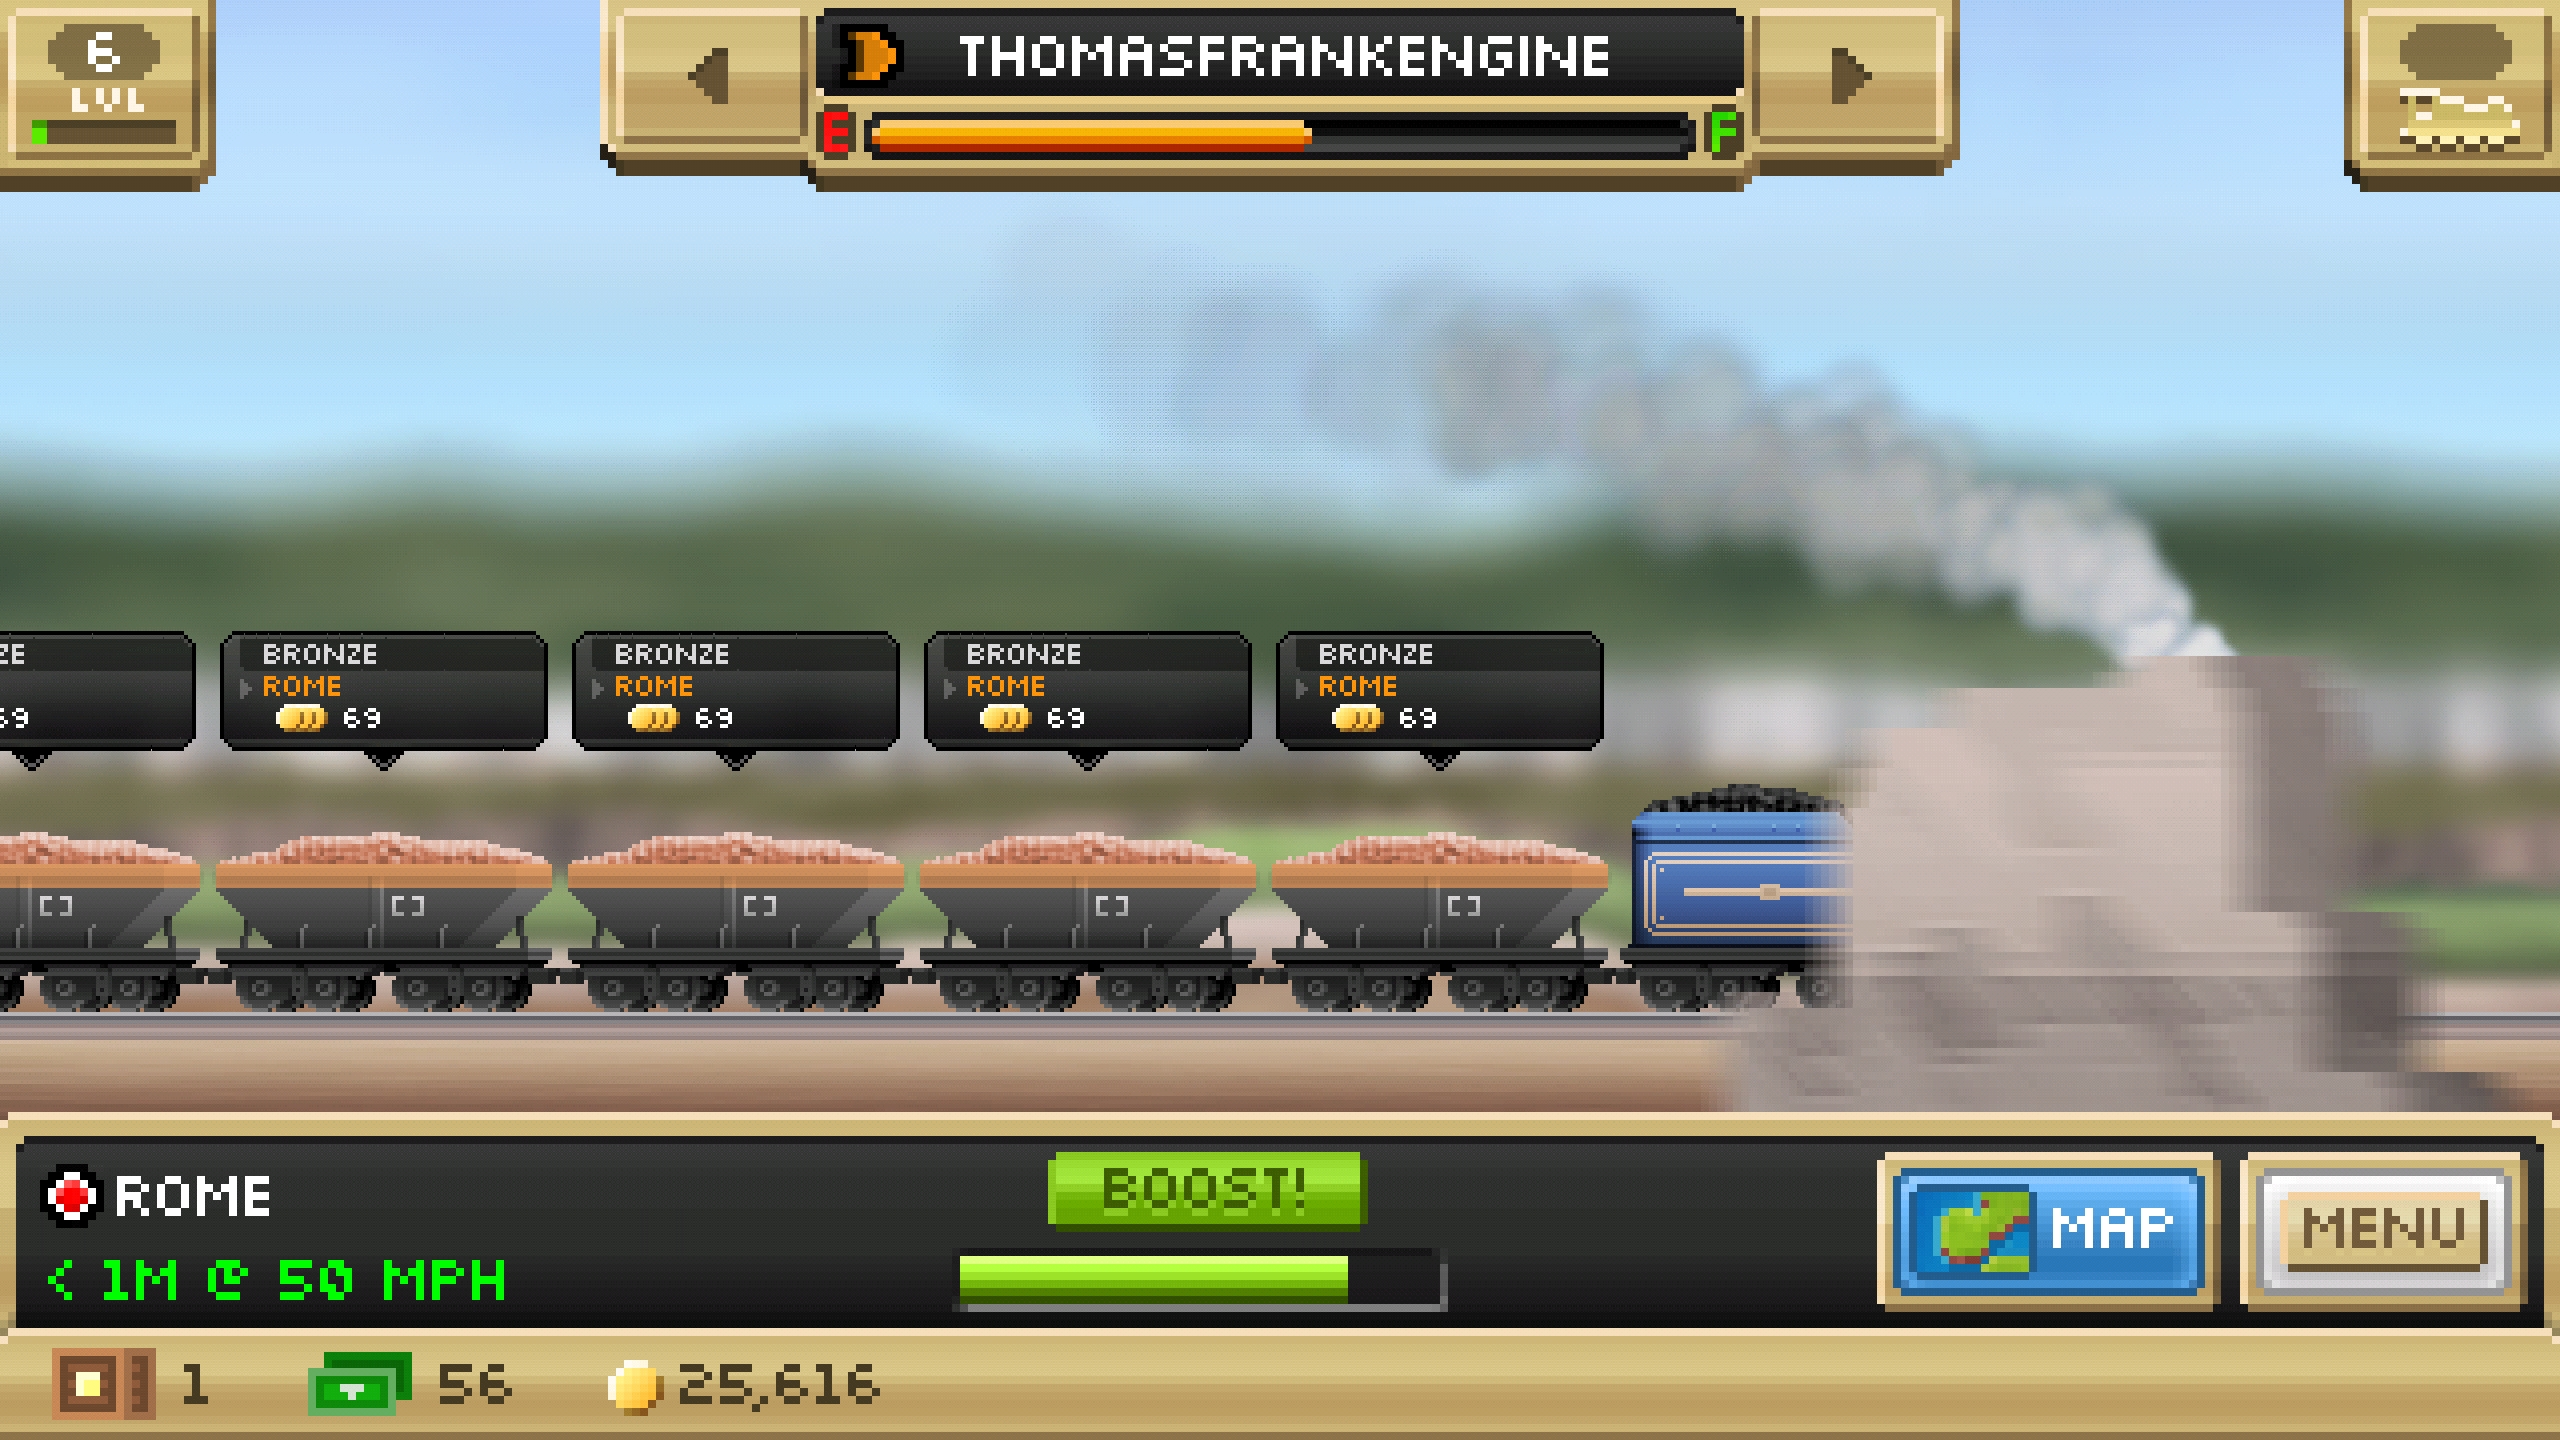 6
LVL
THOMASFRANKENGINE
E F
BRONZE BRONZE BRONZE BRONZE
ROME ROME ROME ROME
69 69 69 69 69
ROME
BOOST!
MAP
MENU
< 1M @ 50 MPH
1 56 25,616